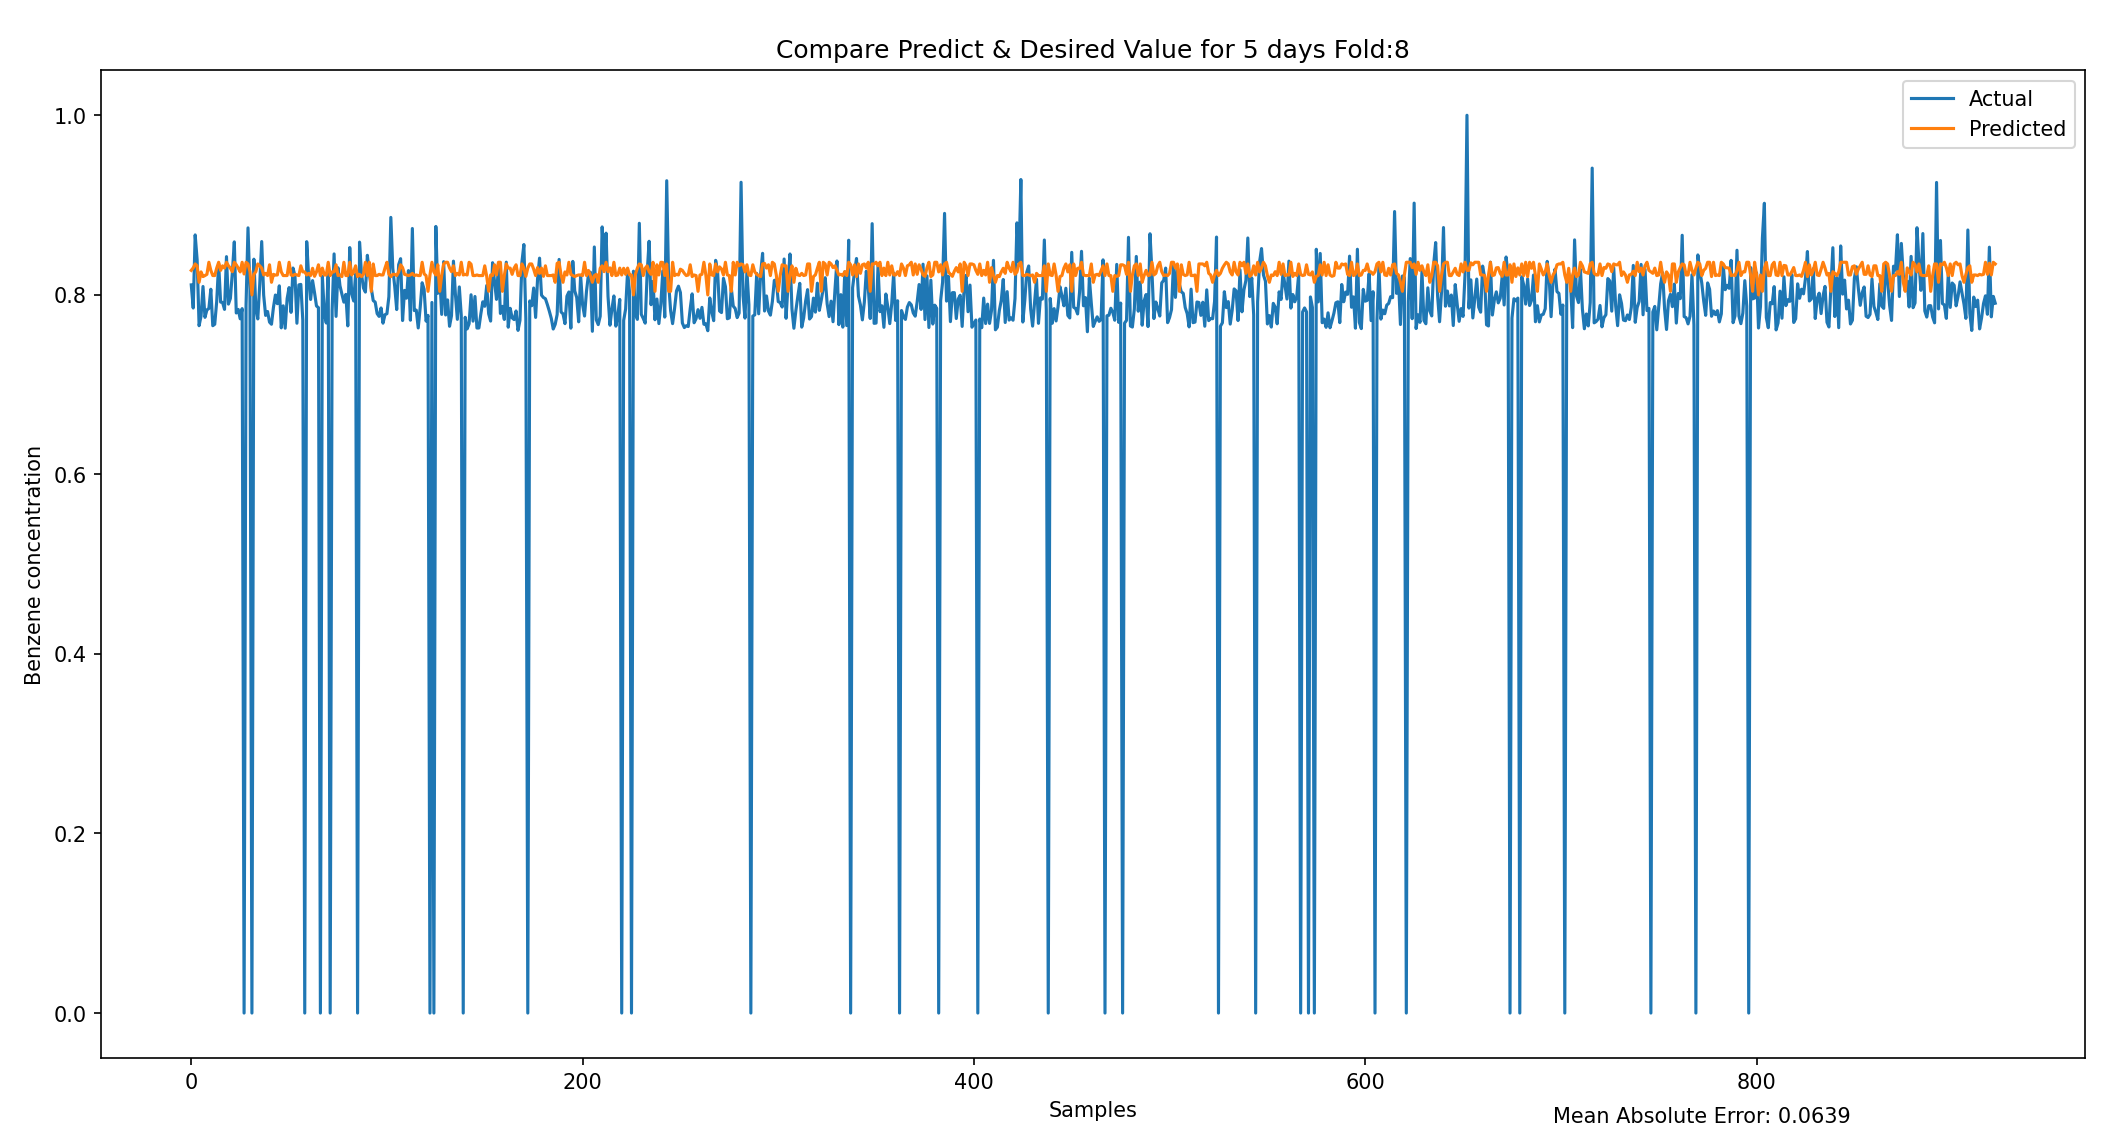 Compare Predict & Desired Value for 5 days Fold:8
Actual
Predicted
1.0
0.8
0.6
0.4
0.2
0.0
Benzene concentration
0
200
400
600
800
Samples
Mean Absolute Error: 0.0639